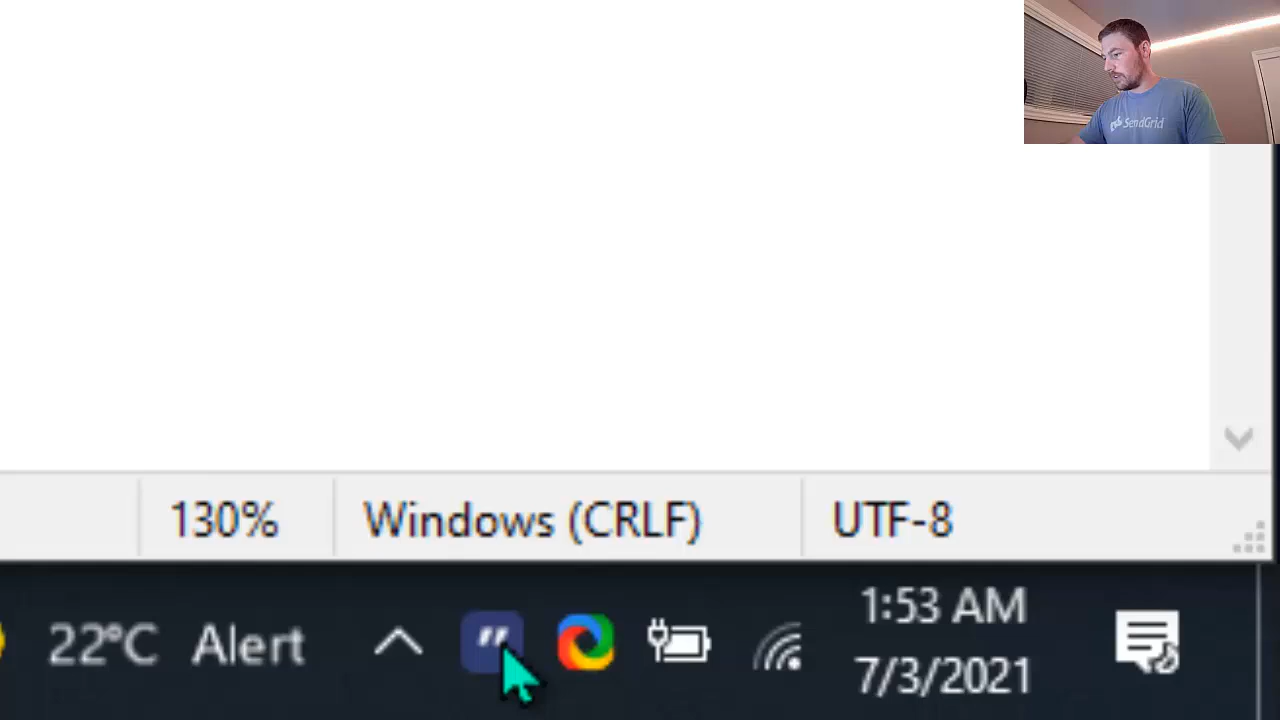 SendGrid
130%
Windows (CRLF)
UTF-8
22°C Alert
1:53 AM
7/3/2021